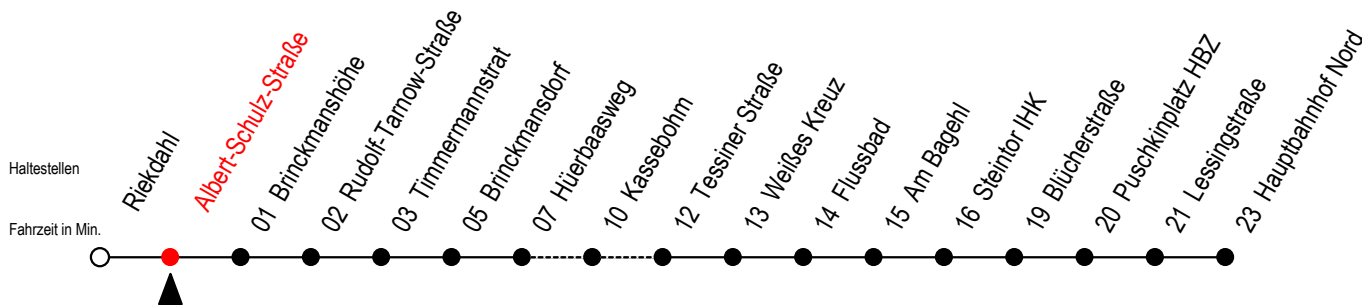 Haltestellen
Fahrzeit in Min.
Riekdahl
Albert-Schulz-Straße
01 Brinckmanshöhe
02 Rudolf-Tarnow-Straße
03 Timmermannstrat
05 Brinckmansdorf
07 Hüerbaasweg
10 Kassebohm
12 Tessiner Straße
13 Weißes Kreuz
14 Flussbad
15 Am Bagehl
16 Steintor IHK
19 Blücherstraße
20 Puschkinplatz HBZ
21 Lessingstraße
23 Hauptbahnhof Nord